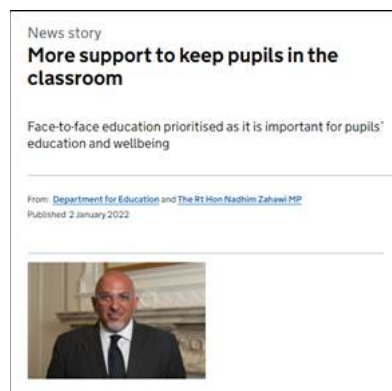 News story
More support to keep pupils in the
classroom
Face-to-face education prioritised as it is important for pupils'
education and wellbeing
From: Department for Education and The Rt Hon Nadhim Zahawi MP
Published 2 January 2022